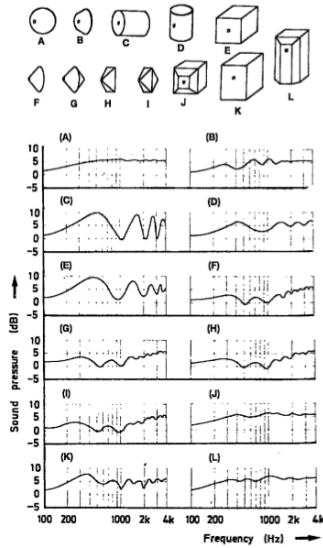 A B C D E
F G H I J K L
(A) (B)
10
5
0
-5
(C) (D)
10
5
0
-5
(E) (F)
10
5
0
-5
(G) (H)
10
5
0
-5
(I) (J)
10
5
0
-5
(K) (L)
10
5
0
-5
100 200 1000 2k 4k 100 200 1000 2k 4k
Frequency (Hz)
Sound pressure (dB)